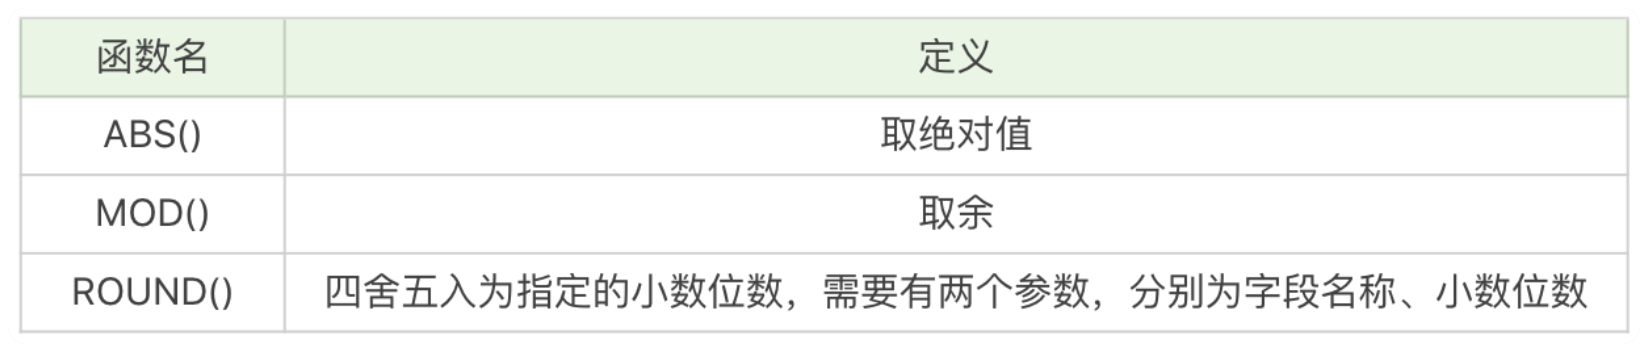 函数名 定义
ABS() 取绝对值
MOD() 取余
ROUND() 四舍五入为指定的小数位数，需要有两个参数，分别为字段名称、小数位数